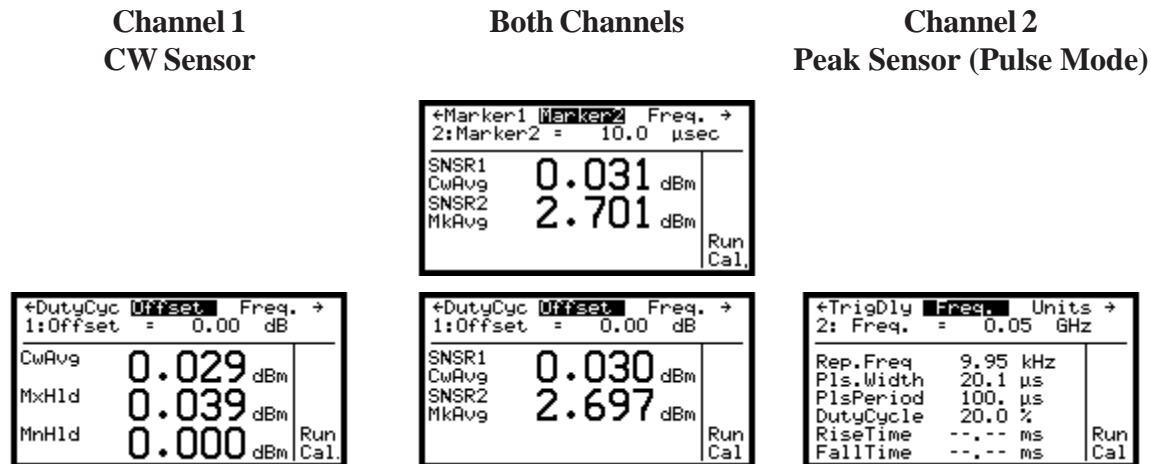 Channel 1
CW Sensor
Both Channels
Channel 2
Peak Sensor (Pulse Mode)
←Marker1 Marker2 Freq. →
2:Marker2 = 10.0 µsec
SNSR1
CwAvg 0.031 dBm
SNSR2
MkAvg 2.701 dBm
Run
Cal.
←DutyCyc Offset Freq. →
1:Offset = 0.00 dB
CwAvg 0.029 dBm
MxHld 0.039 dBm
MnHld 0.000 dBm
Run
Cal.
←DutyCyc Offset Freq. →
1:Offset = 0.00 dB
SNSR1
CwAvg 0.030 dBm
SNSR2
MkAvg 2.697 dBm
Run
Cal
←TrigDly Freq. Units →
2: Freq. = 0.05 GHz
Rep.Freq 9.95 kHz
Pls.Width 20.1 µs
PlsPeriod 100. µs
DutyCycle 20.0 %
RiseTime --.-- ms
FallTime --.-- ms
Run
Cal